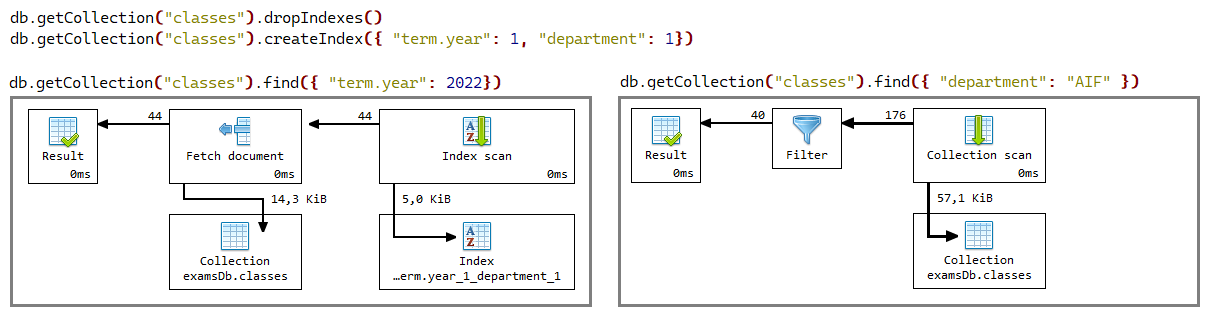 db.getCollection("classes").dropIndexes()
db.getCollection("classes").createIndex({ "term.year": 1, "department": 1})
db.getCollection("classes").find({ "term.year": 2022})
44
44
Result
0ms
Fetch document
0ms
Index scan
0ms
14,3 KiB
5,0 KiB
Collection
examsDb.classes
Index
…erm.year_1_department_1
db.getCollection("classes").find({ "department": "AIF" })
40
176
Result
0ms
Filter
Collection scan
0ms
57,1 KiB
Collection
examsDb.classes